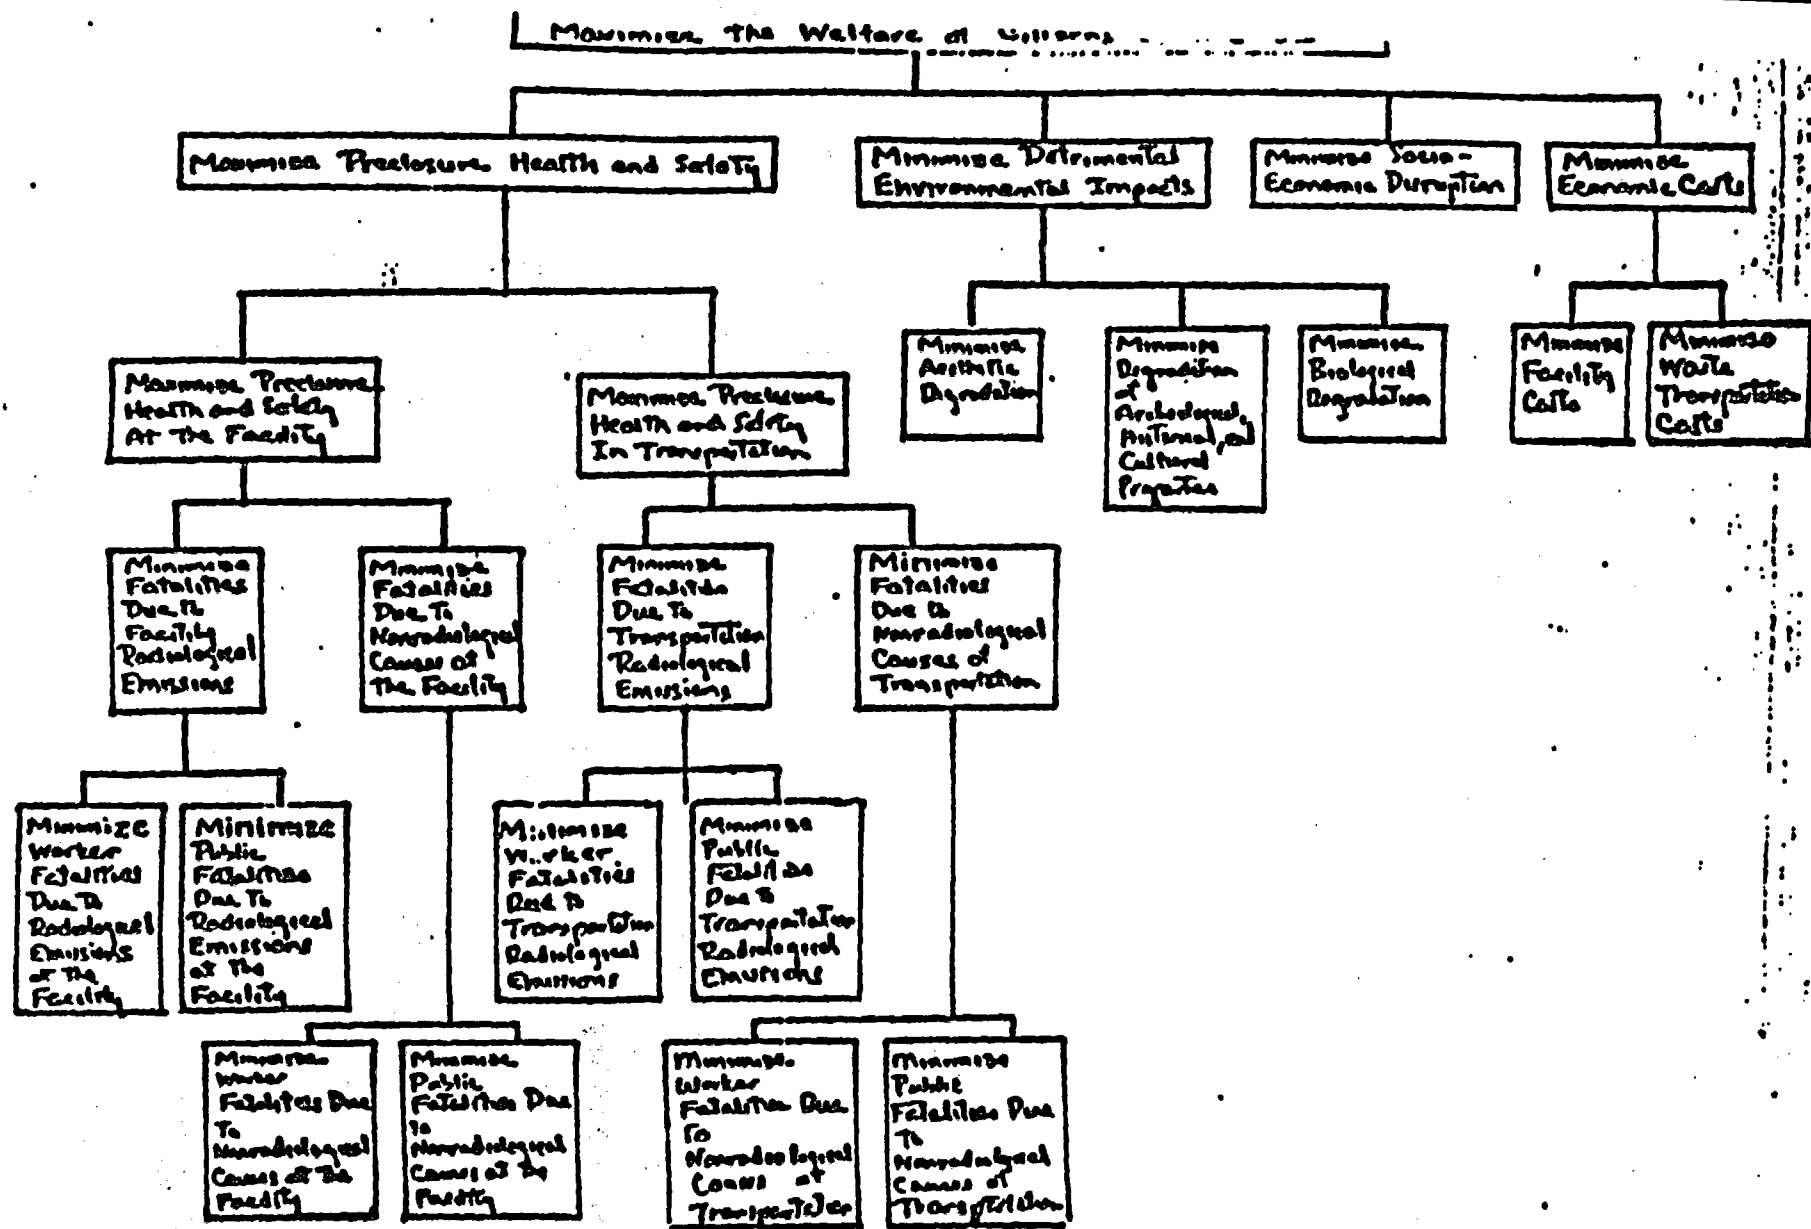 Maximize The Welfare of
Maximize Preclosure Health and Safety
Minimize Detrimental
Environmental Impacts
Minimize Socio-
Economic Disruption
Minimize
Economic Costs
Minimize
Aesthetic
Degradation
Minimize
Degradation
of
Archeological,
Historical, and
Cultural
Properties
Minimize
Biological
Degradation
Minimize
Facility
Costs
Minimize
Waste
Transportation
Costs
Maximize Preclosure
Health and Safety
At The Facility
Maximize Preclosure
Health and Safety
In Transportation
Minimize
Fatalities
Due to
Facility
Radiological
Emissions
Minimize
Fatalities
Due To
Nonradiological
Causes at
The Facility
Minimize
Fatalities
Due To
Transportation
Radiological
Emissions
Minimize
Fatalities
Due to
Nonradiological
Causes of
Transportation
Minimize
Worker
Fatalities
Due to
Radiological
Emissions
at The
Facility
Minimize
Public
Fatalities
Due To
Radiological
Emissions
at The
Facility
Minimize
Worker
Fatalities
Due to
Transportation
Radiological
Emissions
Minimize
Public
Fatalities
Due to
Transportation
Radiological
Emissions
Minimize
Worker
Fatalities Due
To
Nonradiological
Causes at The
Facility
Minimize
Public
Fatalities Due
to
Nonradiological
Causes at The
Facility
Minimize
Worker
Fatalities Due
To
Nonradiological
Causes of
Transportation
Minimize
Public
Fatalities Due
To
Nonradiological
Causes of
Transportation